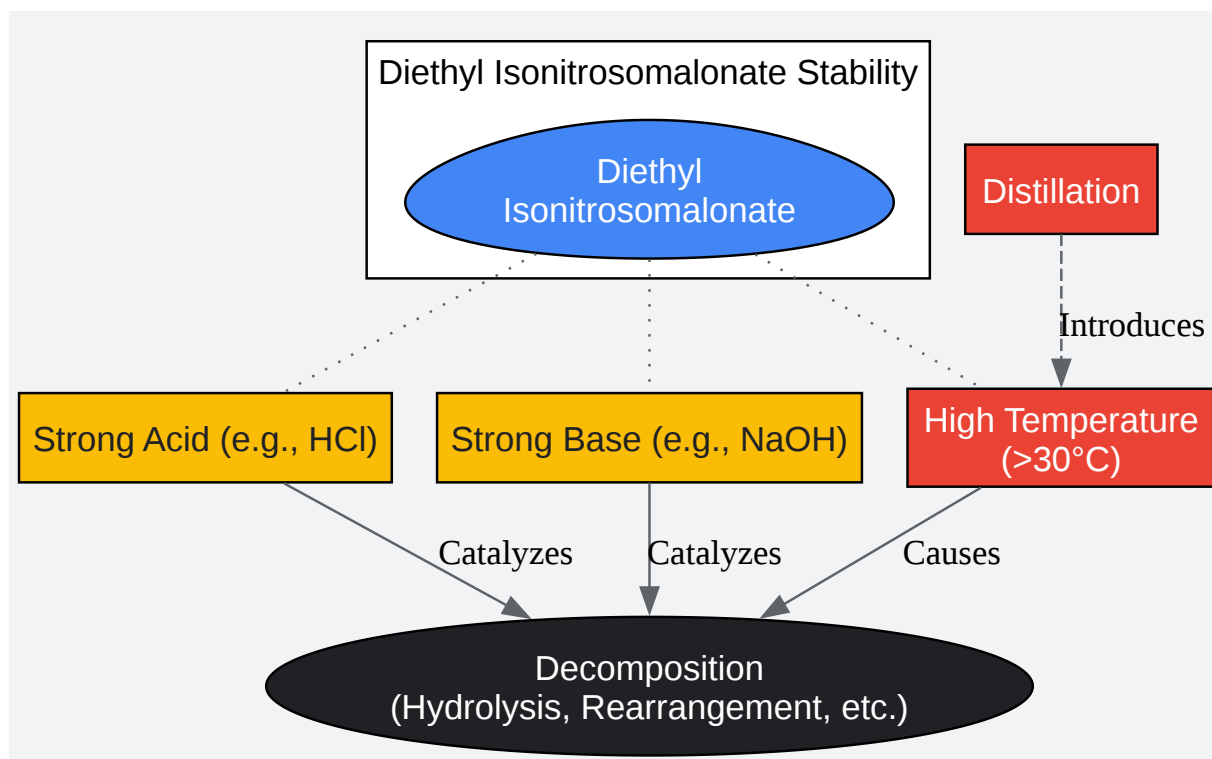 Diethyl Isonitrosomalonate Stability
Diethyl
Isonitrosomalonate
Distillation
Introduces
Strong Acid (e.g., HCl)
Strong Base (e.g., NaOH)
High Temperature
(>30°C)
Catalyzes
Catalyzes
Causes
Decomposition
(Hydrolysis, Rearrangement, etc.)